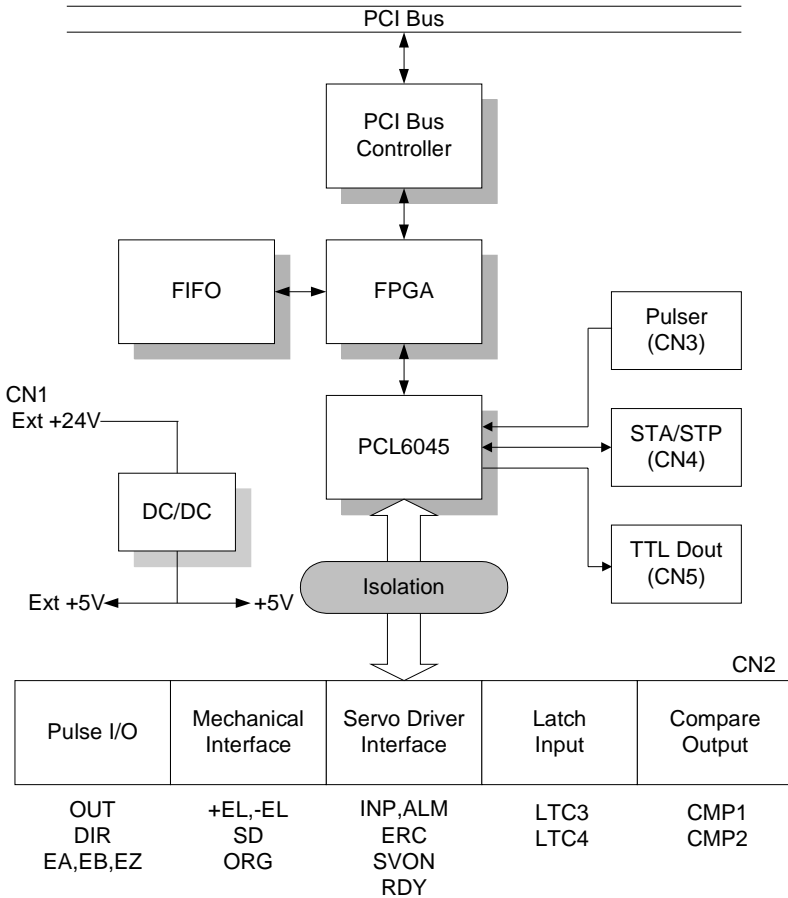 PCI Bus
PCI Bus
Controller
FIFO
FPGA
Pulser
(CN3)
CN1
Ext +24V
PCL6045
STA/STP
(CN4)
DC/DC
TTL Dout
(CN5)
Isolation
Ext +5V
+5V
CN2
Pulse I/O
Mechanical
Interface
Servo Driver
Interface
Latch
Input
Compare
Output
OUT
DIR
EA,EB,EZ
+EL,-EL
SD
ORG
INP,ALM
ERC
SVON
RDY
LTC3
LTC4
CMP1
CMP2